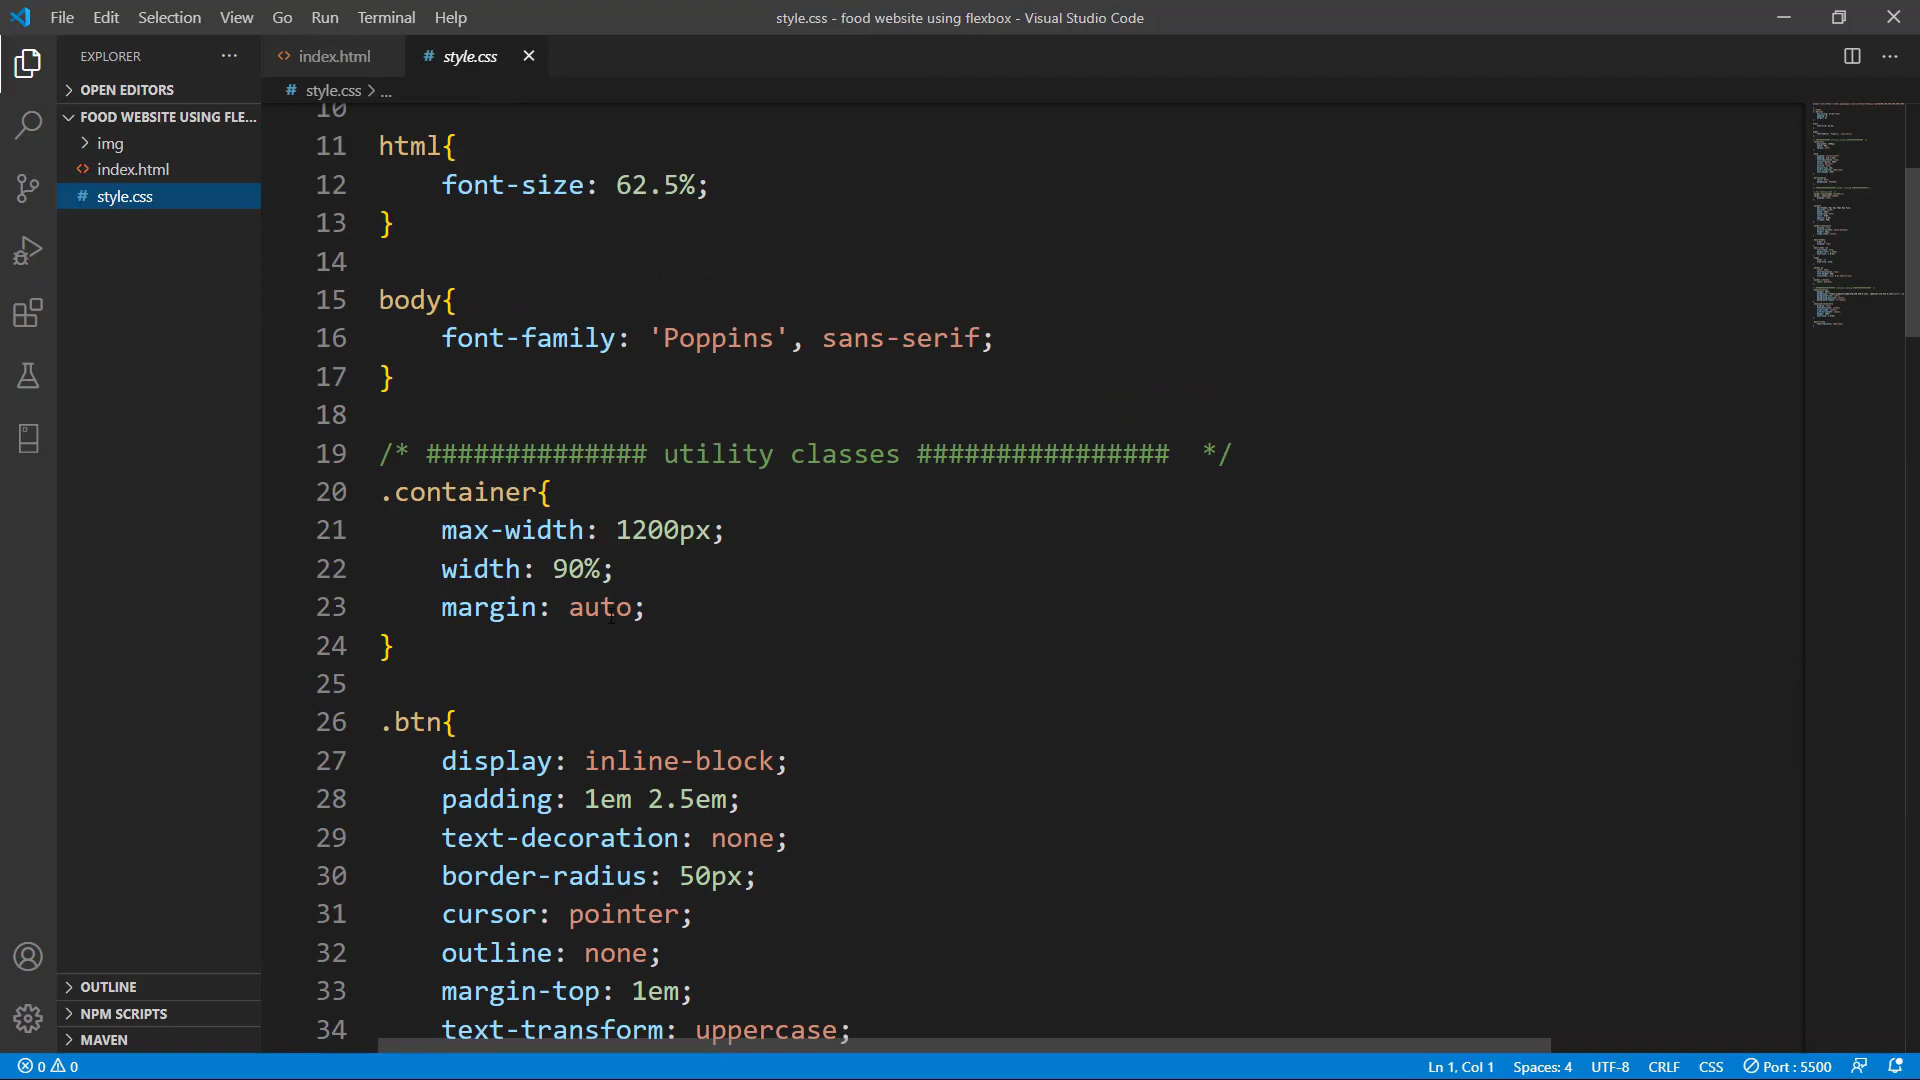 File Edit Selection View Go Run Terminal Help
style.css - food website using flexbox - Visual Studio Code
EXPLORER
OPEN EDITORS
FOOD WEBSITE USING FLE...
img
index.html
style.css
index.html
style.css
style.css > ...
10
11 html{
12 font-size: 62.5%;
13 }
14
15 body{
16 font-family: 'Poppins', sans-serif;
17 }
18
19 /* ############## utility classes ################ */
20 .container{
21 max-width: 1200px;
22 width: 90%;
23 margin: auto;
24 }
25
26 .btn{
27 display: inline-block;
28 padding: 1em 2.5em;
29 text-decoration: none;
30 border-radius: 50px;
31 cursor: pointer;
32 outline: none;
33 margin-top: 1em;
34 text-transform: uppercase;
OUTLINE
NPM SCRIPTS
MAVEN
0 0
Ln 1, Col 1 Spaces: 4 UTF-8 CRLF CSS Port : 5500